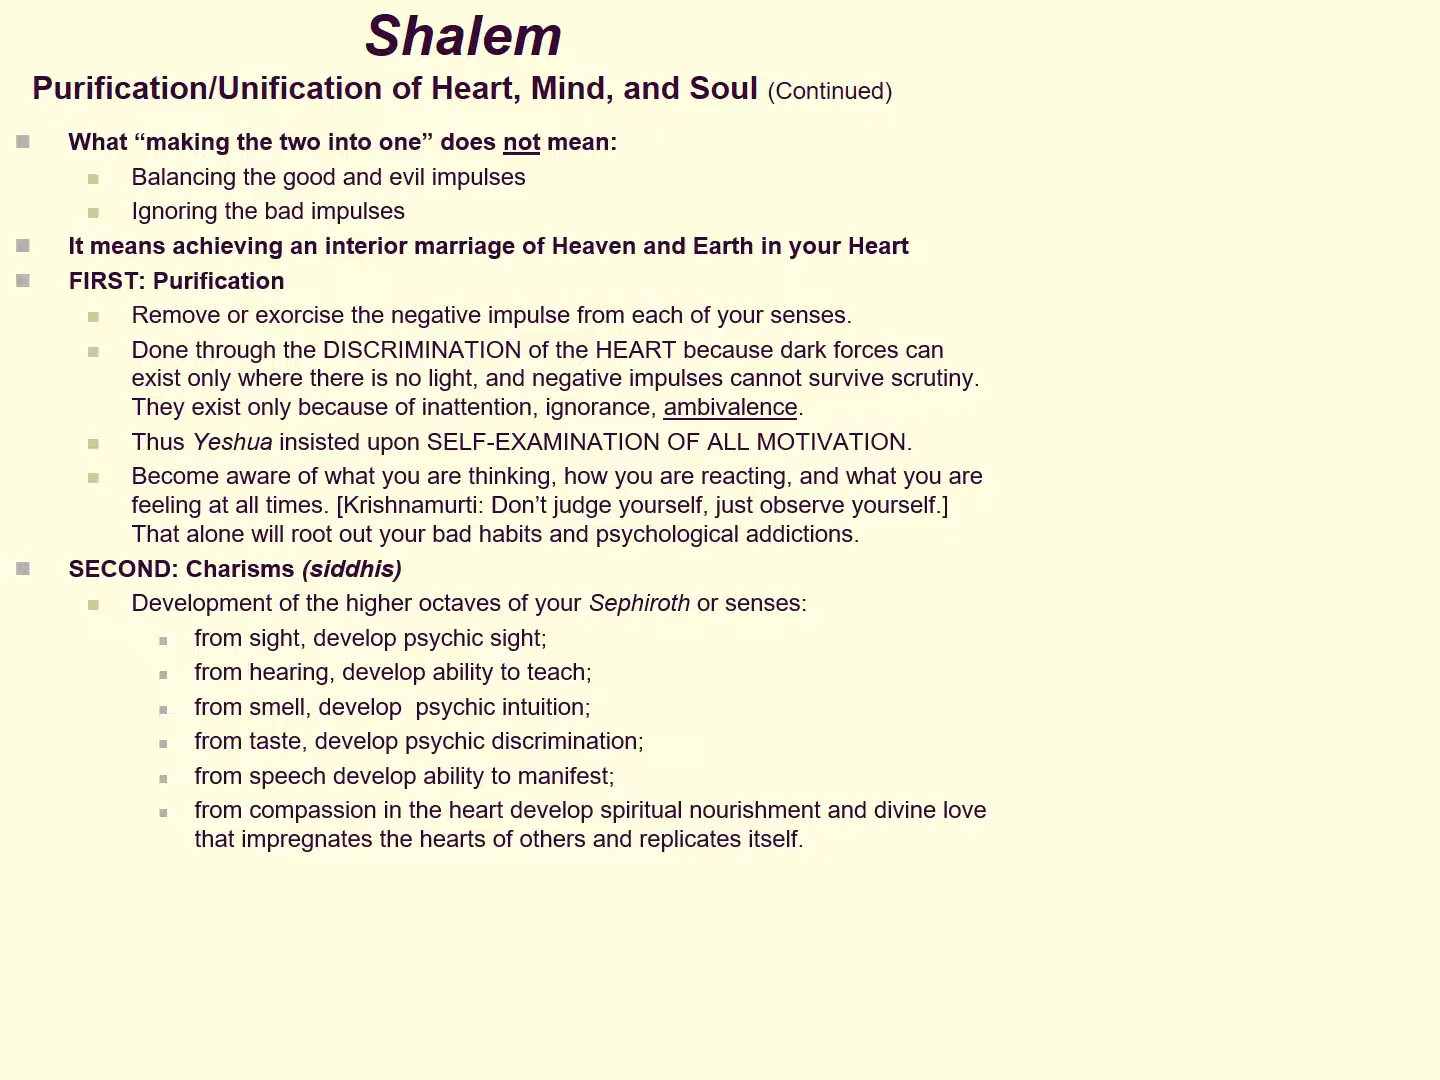 Shalem
Purification/Unification of Heart, Mind, and Soul (Continued)
What “making the two into one” does not mean:
Balancing the good and evil impulses
Ignoring the bad impulses
It means achieving an interior marriage of Heaven and Earth in your Heart
FIRST: Purification
Remove or exorcise the negative impulse from each of your senses.
Done through the DISCRIMINATION of the HEART because dark forces can
exist only where there is no light, and negative impulses cannot survive scrutiny.
They exist only because of inattention, ignorance, ambivalence.
Thus Yeshua insisted upon SELF-EXAMINATION OF ALL MOTIVATION.
Become aware of what you are thinking, how you are reacting, and what you are
feeling at all times. [Krishnamurti: Don’t judge yourself, just observe yourself.]
That alone will root out your bad habits and psychological addictions.
SECOND: Charisms (siddhis)
Development of the higher octaves of your Sephiroth or senses:
from sight, develop psychic sight;
from hearing, develop ability to teach;
from smell, develop  psychic intuition;
from taste, develop psychic discrimination;
from speech develop ability to manifest;
from compassion in the heart develop spiritual nourishment and divine love
that impregnates the hearts of others and replicates itself.